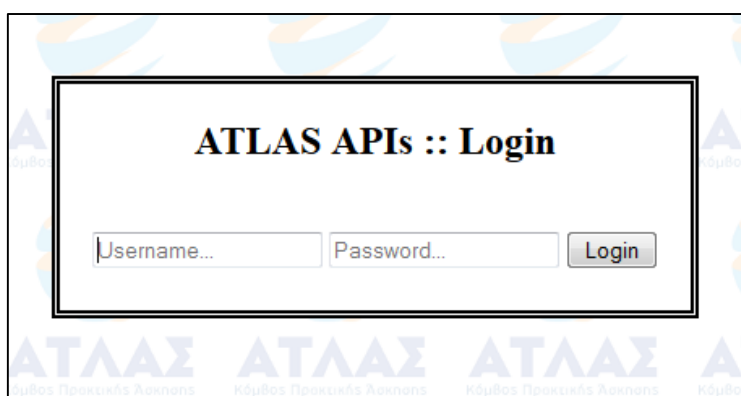 ATLAS APIs :: Login
Username... Password... Login
ΑΤΛΑΣ ΑΤΛΑΣ ΑΤΛΑΣ
Κόμβος Πρακτικής Άσκησης Κόμβος Πρακτικής Άσκησης Κόμβος Πρακτικής Άσκησης